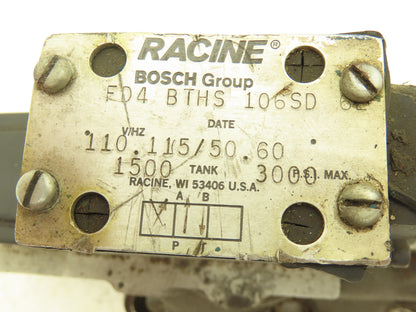 RACINE®
BOSCH Group
FD4 BTHS 106SD 62
DATE
V/HZ
110 115/50 60
1500 TANK 3000 P.S.I. MAX.
RACINE, WI 53406 U.S.A.
A B
P T